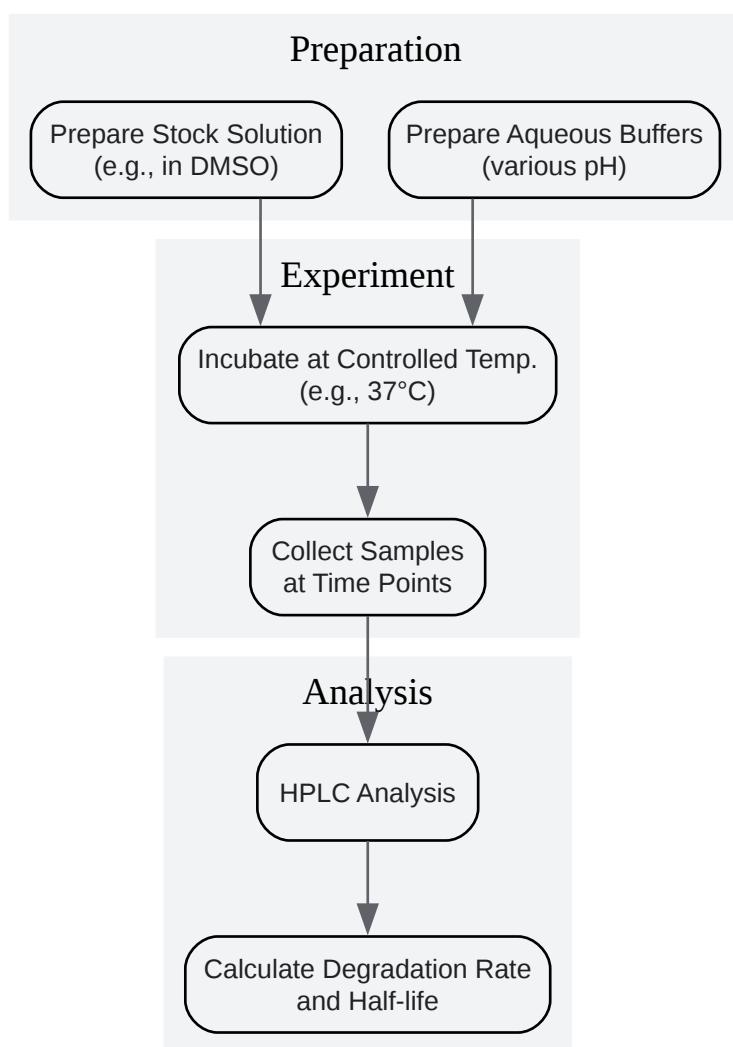 Preparation
Prepare Stock Solution
(e.g., in DMSO)
Prepare Aqueous Buffers
(various pH)
Experiment
Incubate at Controlled Temp.
(e.g., 37°C)
Collect Samples
at Time Points
Analysis
HPLC Analysis
Calculate Degradation Rate
and Half-life